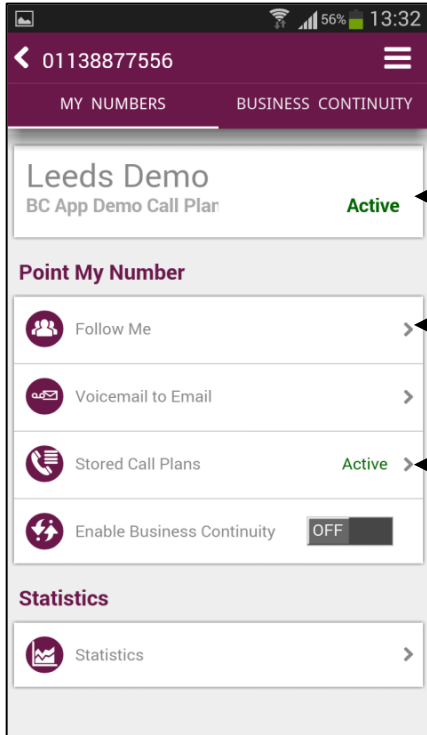 56% 13:32
01138877556
MY NUMBERS BUSINESS CONTINUITY
Leeds Demo
BC App Demo Call Plan
Active
Point My Number
Follow Me
Voicemail to Email
Stored Call Plans Active
Enable Business Continuity OFF
Statistics
Statistics